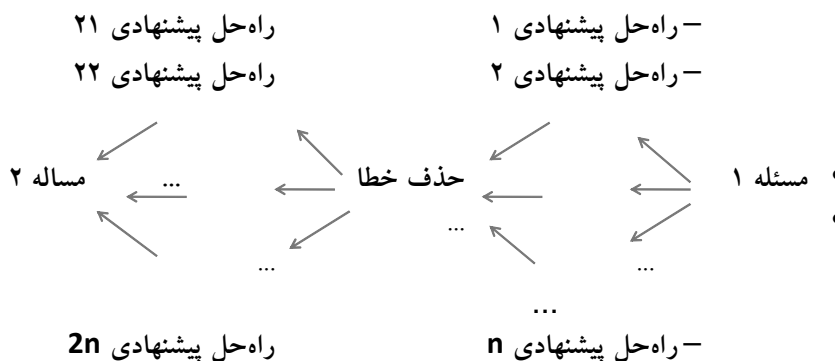 – راه‌حل پیشنهادی ۱ راه‌حل پیشنهادی ۲۱
– راه‌حل پیشنهادی ۲ راه‌حل پیشنهادی ۲۲
• مسئله ۱ حذف خطا ... مساله ۲
•
...
... ...
...
– راه‌حل پیشنهادی n راه‌حل پیشنهادی 2n